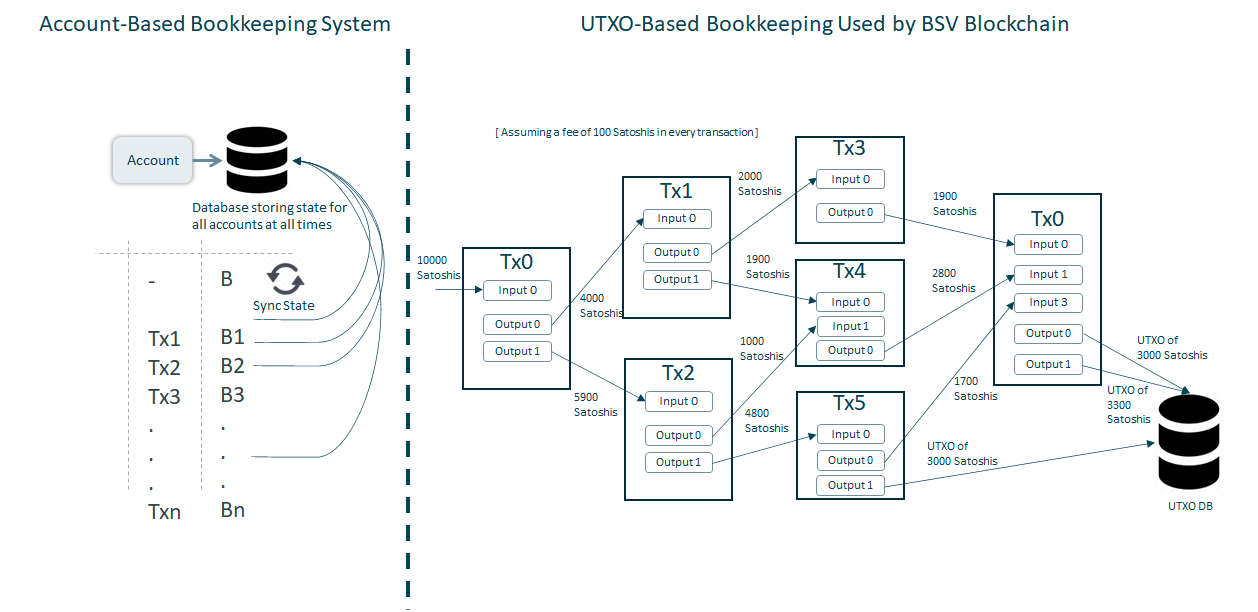 Account-Based Bookkeeping System
Account
Database storing state for
all accounts at all times
-
B
Sync State
Tx1
B1
Tx2
B2
Tx3
B3
.
.
.
.
.
.
Txn
Bn
UTXO-Based Bookkeeping Used by BSV Blockchain
[ Assuming a fee of 100 Satoshis in every transaction]
10000
Satoshis
Tx0
Input 0
Output 0
Output 1
4000
Satoshis
5900
Satoshis
Tx1
Input 0
Output 0
Output 1
Tx2
Input 0
Output 0
Output 1
2000
Satoshis
1900
Satoshis
1000
Satoshis
4800
Satoshis
Tx3
Input 0
Output 0
Tx4
Input 0
Input 1
Output 0
Tx5
Input 0
Output 0
Output 1
1900
Satoshis
2800
Satoshis
1700
Satoshis
UTXO of
3000 Satoshis
Tx0
Input 0
Input 1
Input 3
Output 0
Output 1
UTXO of
3000 Satoshis
UTXO of
3300
Satoshis
UTXO DB